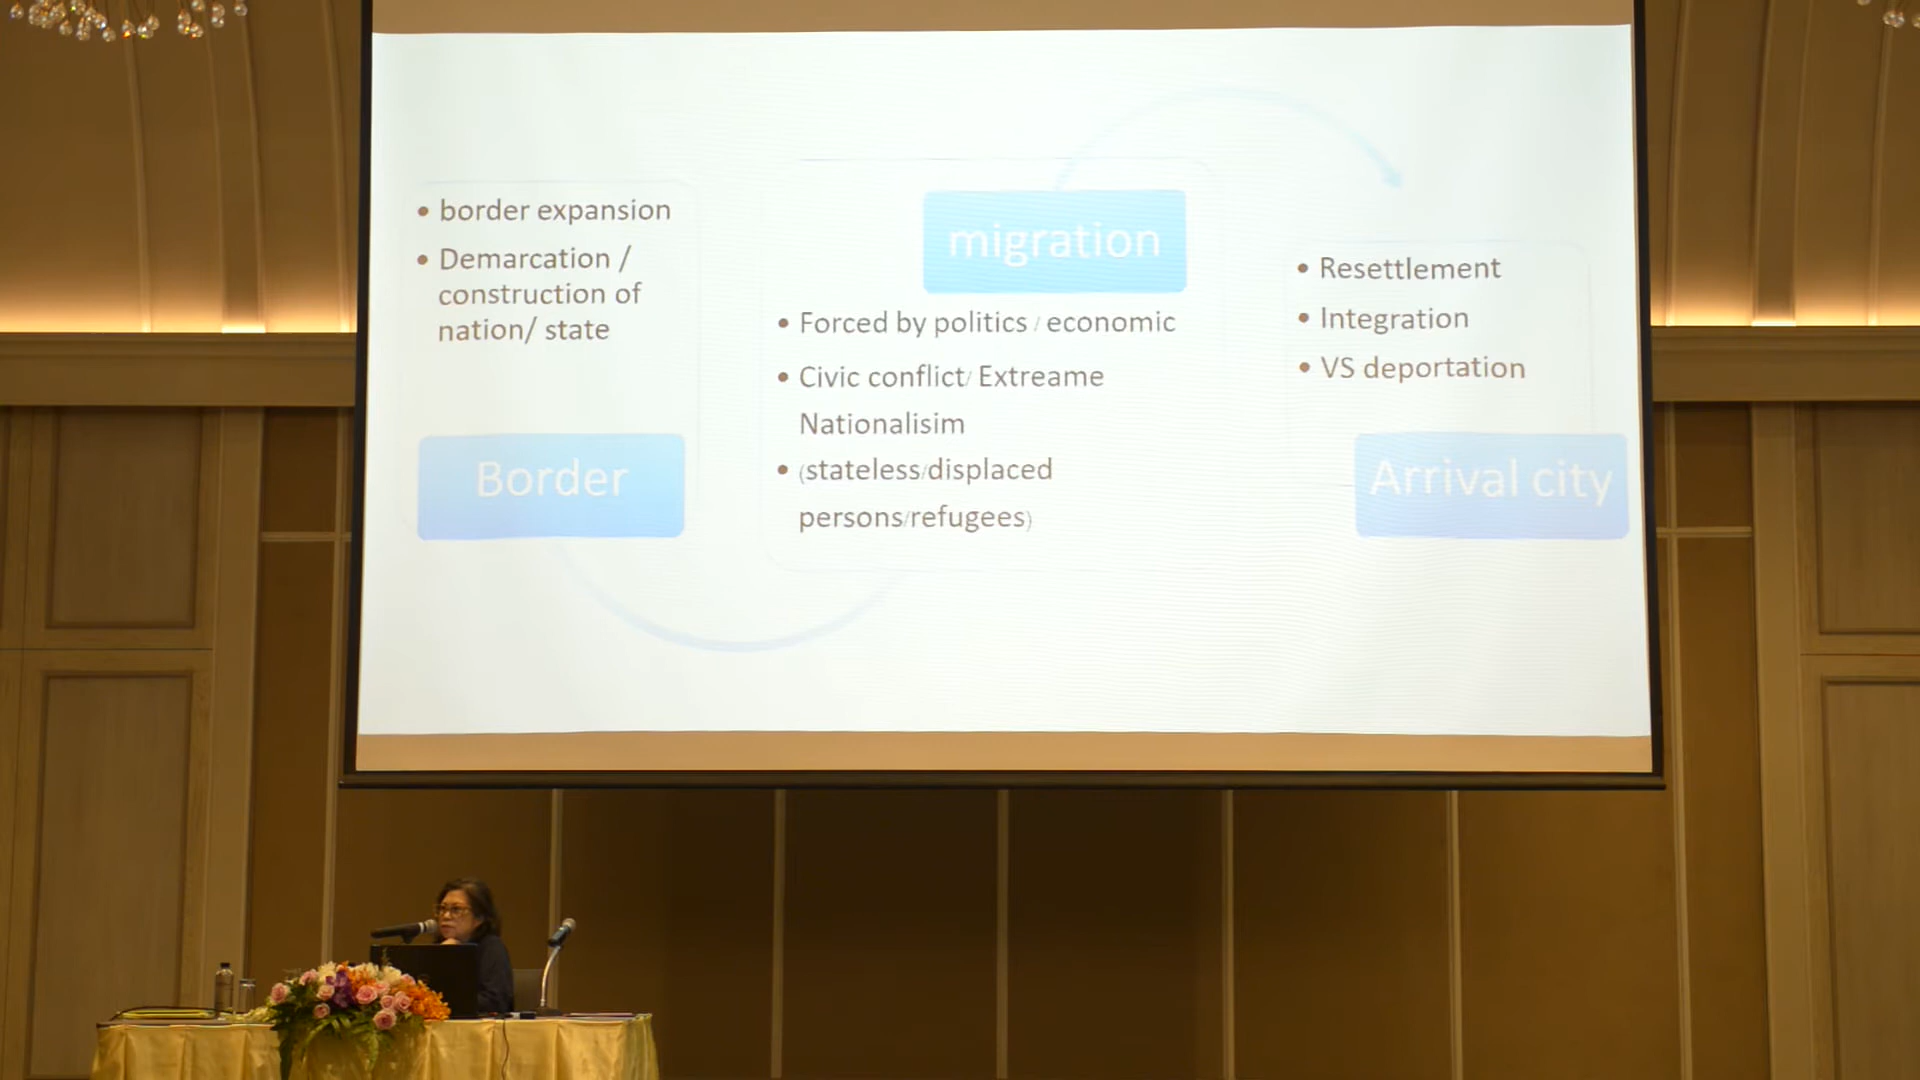 • border expansion
• Demarcation /
construction of
nation/ state
Border
migration
• Forced by politics / economic
• Civic conflict/ Extreame
Nationalisim
• (stateless/displaced
persons/refugees)
• Resettlement
• Integration
• VS deportation
Arrival city